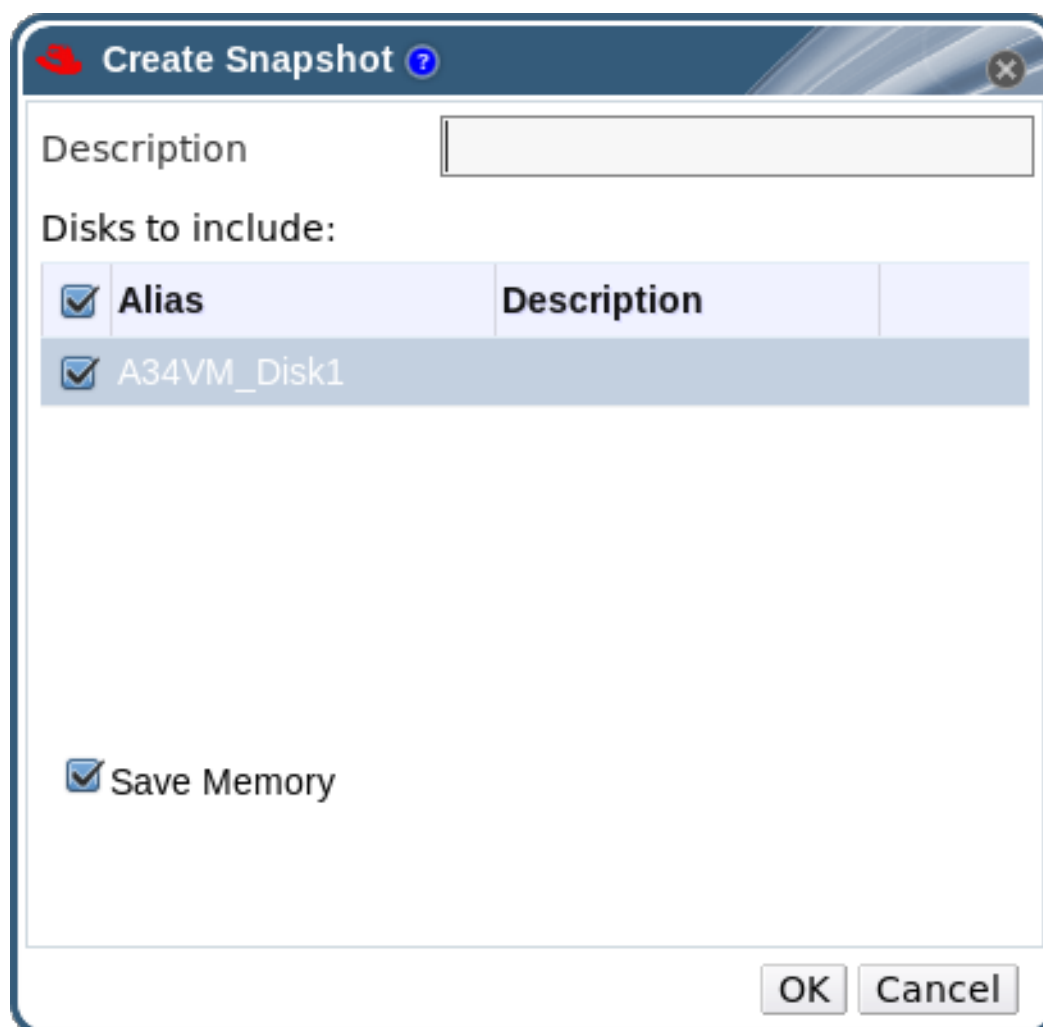 Create Snapshot ?
Description
Disks to include:
Alias Description
A34VM_Disk1
Save Memory
OK Cancel